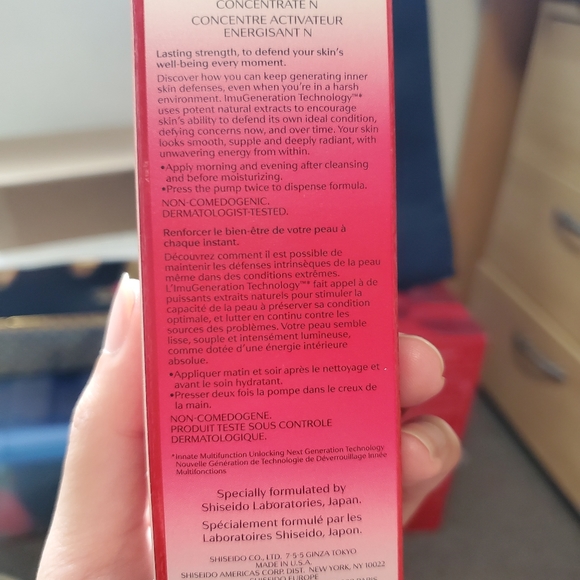 CONCENTRATE N
CONCENTRE ACTIVATEUR
ENERGISANT N
Lasting strength, to defend your skin's
well-being every moment.
Discover how you can keep generating inner
skin defenses, even when you're in a harsh
environment. ImuGeneration Technology™*
uses potent natural extracts to encourage
skin's ability to defend its own ideal condition,
defying concerns now, and over time. Your skin
looks smooth, supple and deeply radiant, with
unwavering energy from within.
•Apply morning and evening after cleansing
and before moisturizing.
•Press the pump twice to dispense formula.
NON-COMEDOGENIC.
DERMATOLOGIST-TESTED.
Renforcer le bien-être de votre peau à
chaque instant.
Découvrez comment il est possible de
maintenir les défenses intrinsèques de la peau
même dans des conditions extrêmes.
L'ImuGeneration Technology™* fait appel à de
puissants extraits naturels pour stimuler la
capacité de la peau à préserver sa condition
optimale, et lutter en continu contre les
sources des problèmes. Votre peau semble
lisse, souple et intensément lumineuse,
comme dotée d'une énergie intérieure
absolue.
•Appliquer matin et soir après le nettoyage et
avant le soin hydratant.
•Presser deux fois la pompe dans le creux de
la main.
NON-COMEDOGENE.
PRODUIT TESTE SOUS CONTROLE
DERMATOLOGIQUE.
*Innate Multifunction Unlocking Next Generation Technology
Nouvelle Génération de Technologie de Déverrouillage Innée
Multifonctions
Specially formulated by
Shiseido Laboratories, Japan.
Spécialement formulé par les
Laboratoires Shiseido, Japon.
SHISEIDO CO., LTD. 7-5-5 GINZA TOKYO
MADE IN U.S.A.
SHISEIDO AMERICAS CORP. DIST. NEW YORK, NY 10022
SHISEIDO EUROPE